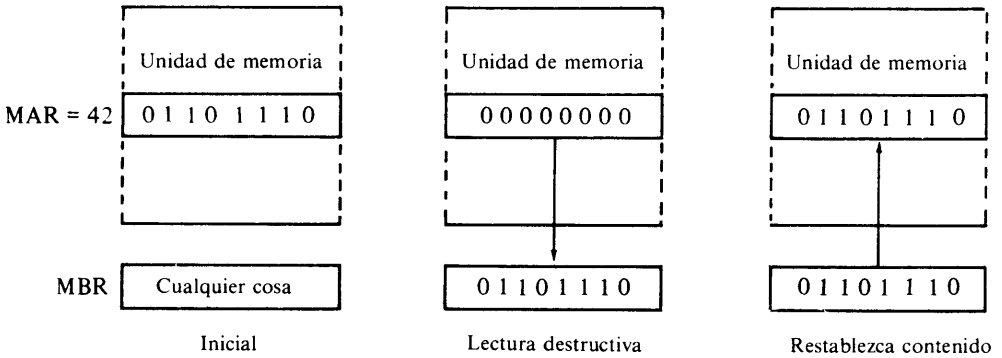 Unidad de memoria Unidad de memoria Unidad de memoria
MAR = 42 0 1 1 0 1 1 1 0 0 0 0 0 0 0 0 0 0 1 1 0 1 1 1 0
MBR Cualquier cosa 0 1 1 0 1 1 1 0 0 1 1 0 1 1 1 0
Inicial Lectura destructiva Restablezca contenido